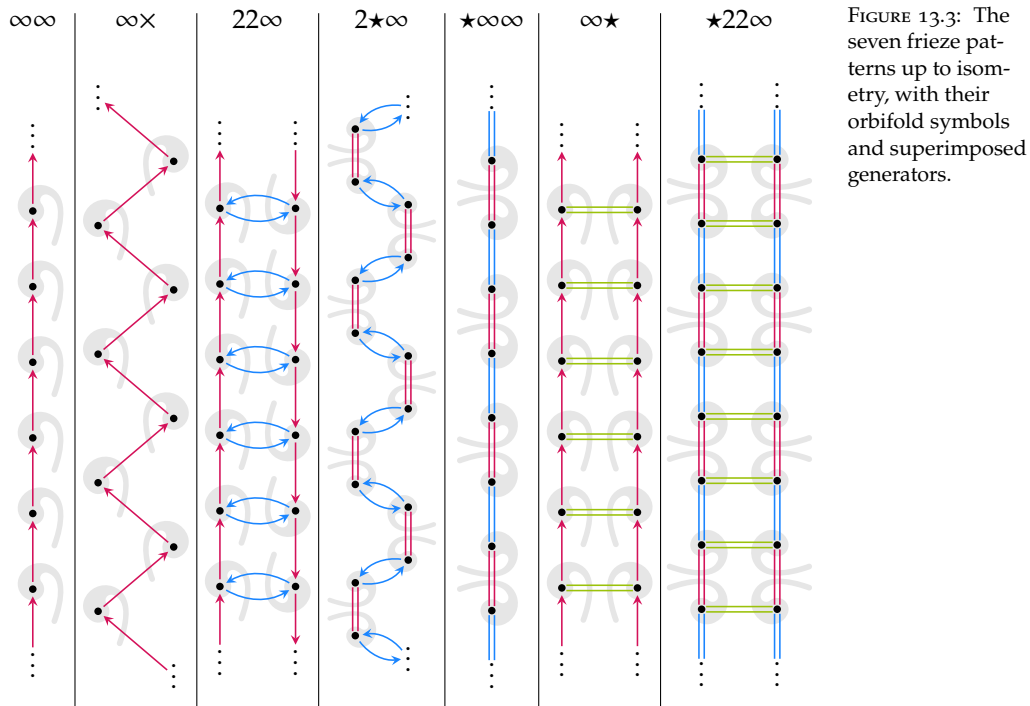 ∞∞ ∞× 22∞ 2★∞ ★∞∞ ∞★ ★22∞
FIGURE 13.3: The
seven frieze pat-
terns up to isom-
etry, with their
orbifold symbols
and superimposed
generators.